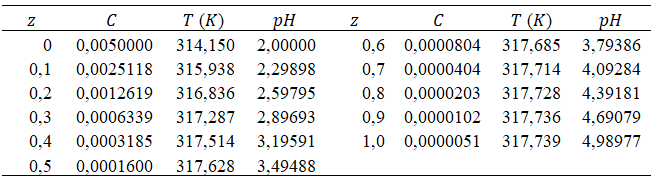 z C T (K) pH z C T (K) pH
0 0,0050000 314,150 2,00000 0,6 0,0000804 317,685 3,79386
0,1 0,0025118 315,938 2,29898 0,7 0,0000404 317,714 4,09284
0,2 0,0012619 316,836 2,59795 0,8 0,0000203 317,728 4,39181
0,3 0,0006339 317,287 2,89693 0,9 0,0000102 317,736 4,69079
0,4 0,0003185 317,514 3,19591 1,0 0,0000051 317,739 4,98977
0,5 0,0001600 317,628 3,49488